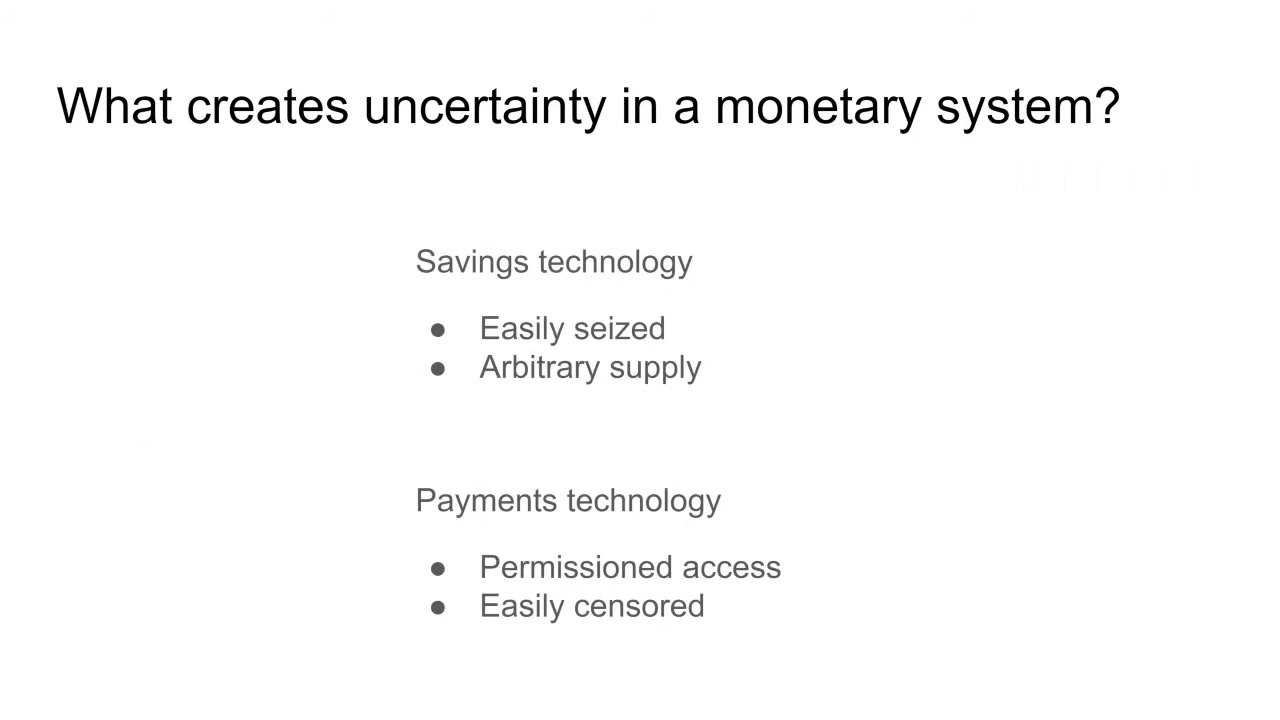 What creates uncertainty in a monetary system?
Savings technology
● Easily seized
● Arbitrary supply
Payments technology
● Permissioned access
● Easily censored